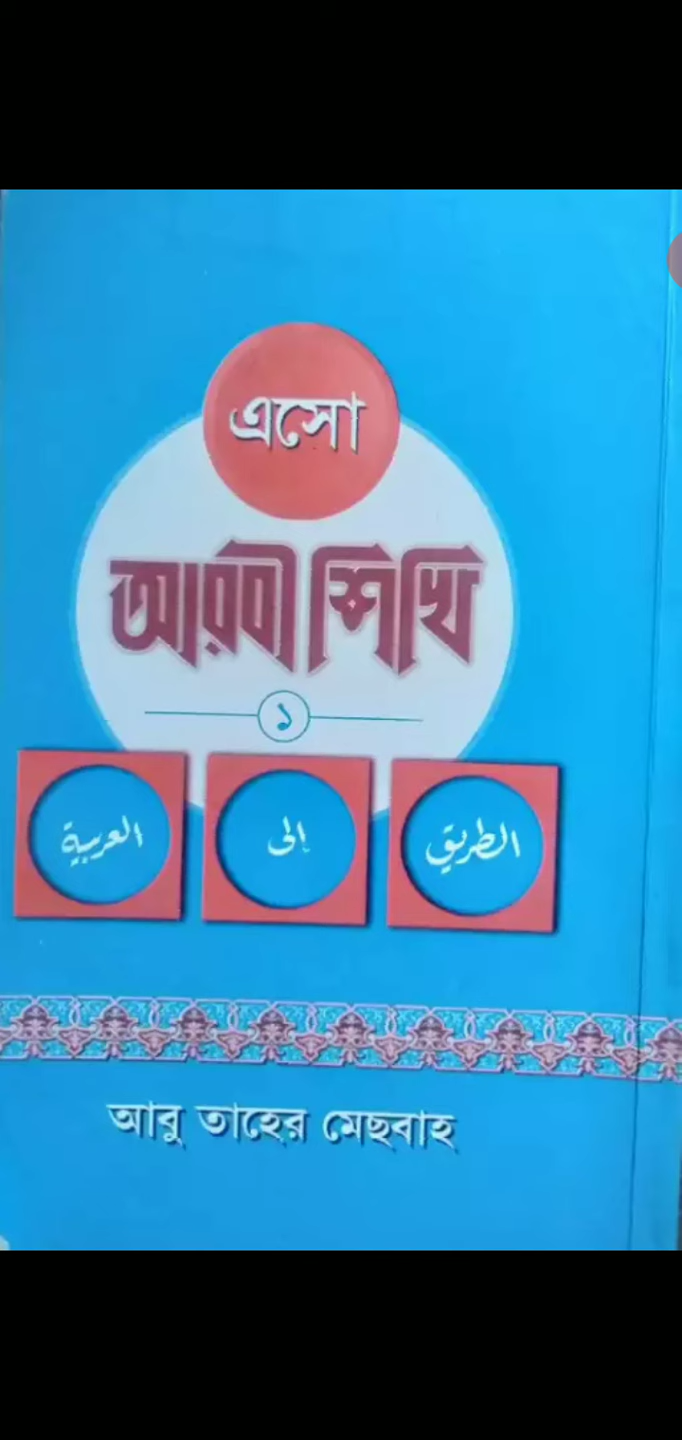 এসো
আরবী শিখি
১
الطريق إلى العربية
আবু তাহের মেছবাহ